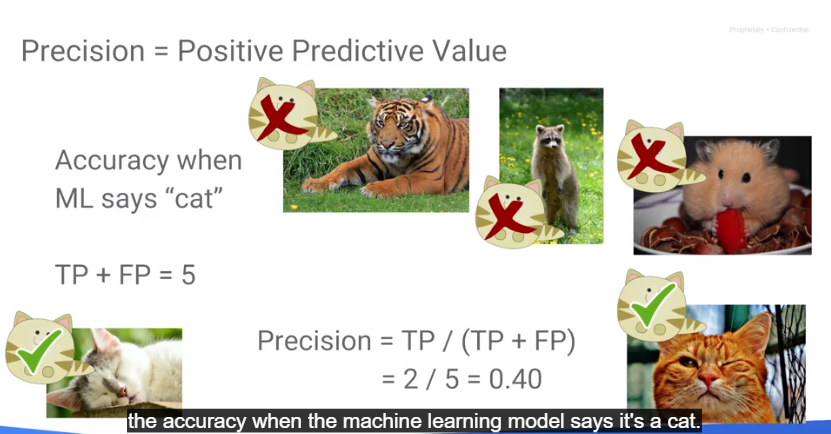 Proprietary + Confidential
Precision = Positive Predictive Value
Accuracy when
ML says “cat”
TP + FP = 5
Precision = TP / (TP + FP)
= 2 / 5 = 0.40
the accuracy when the machine learning model says it's a cat.